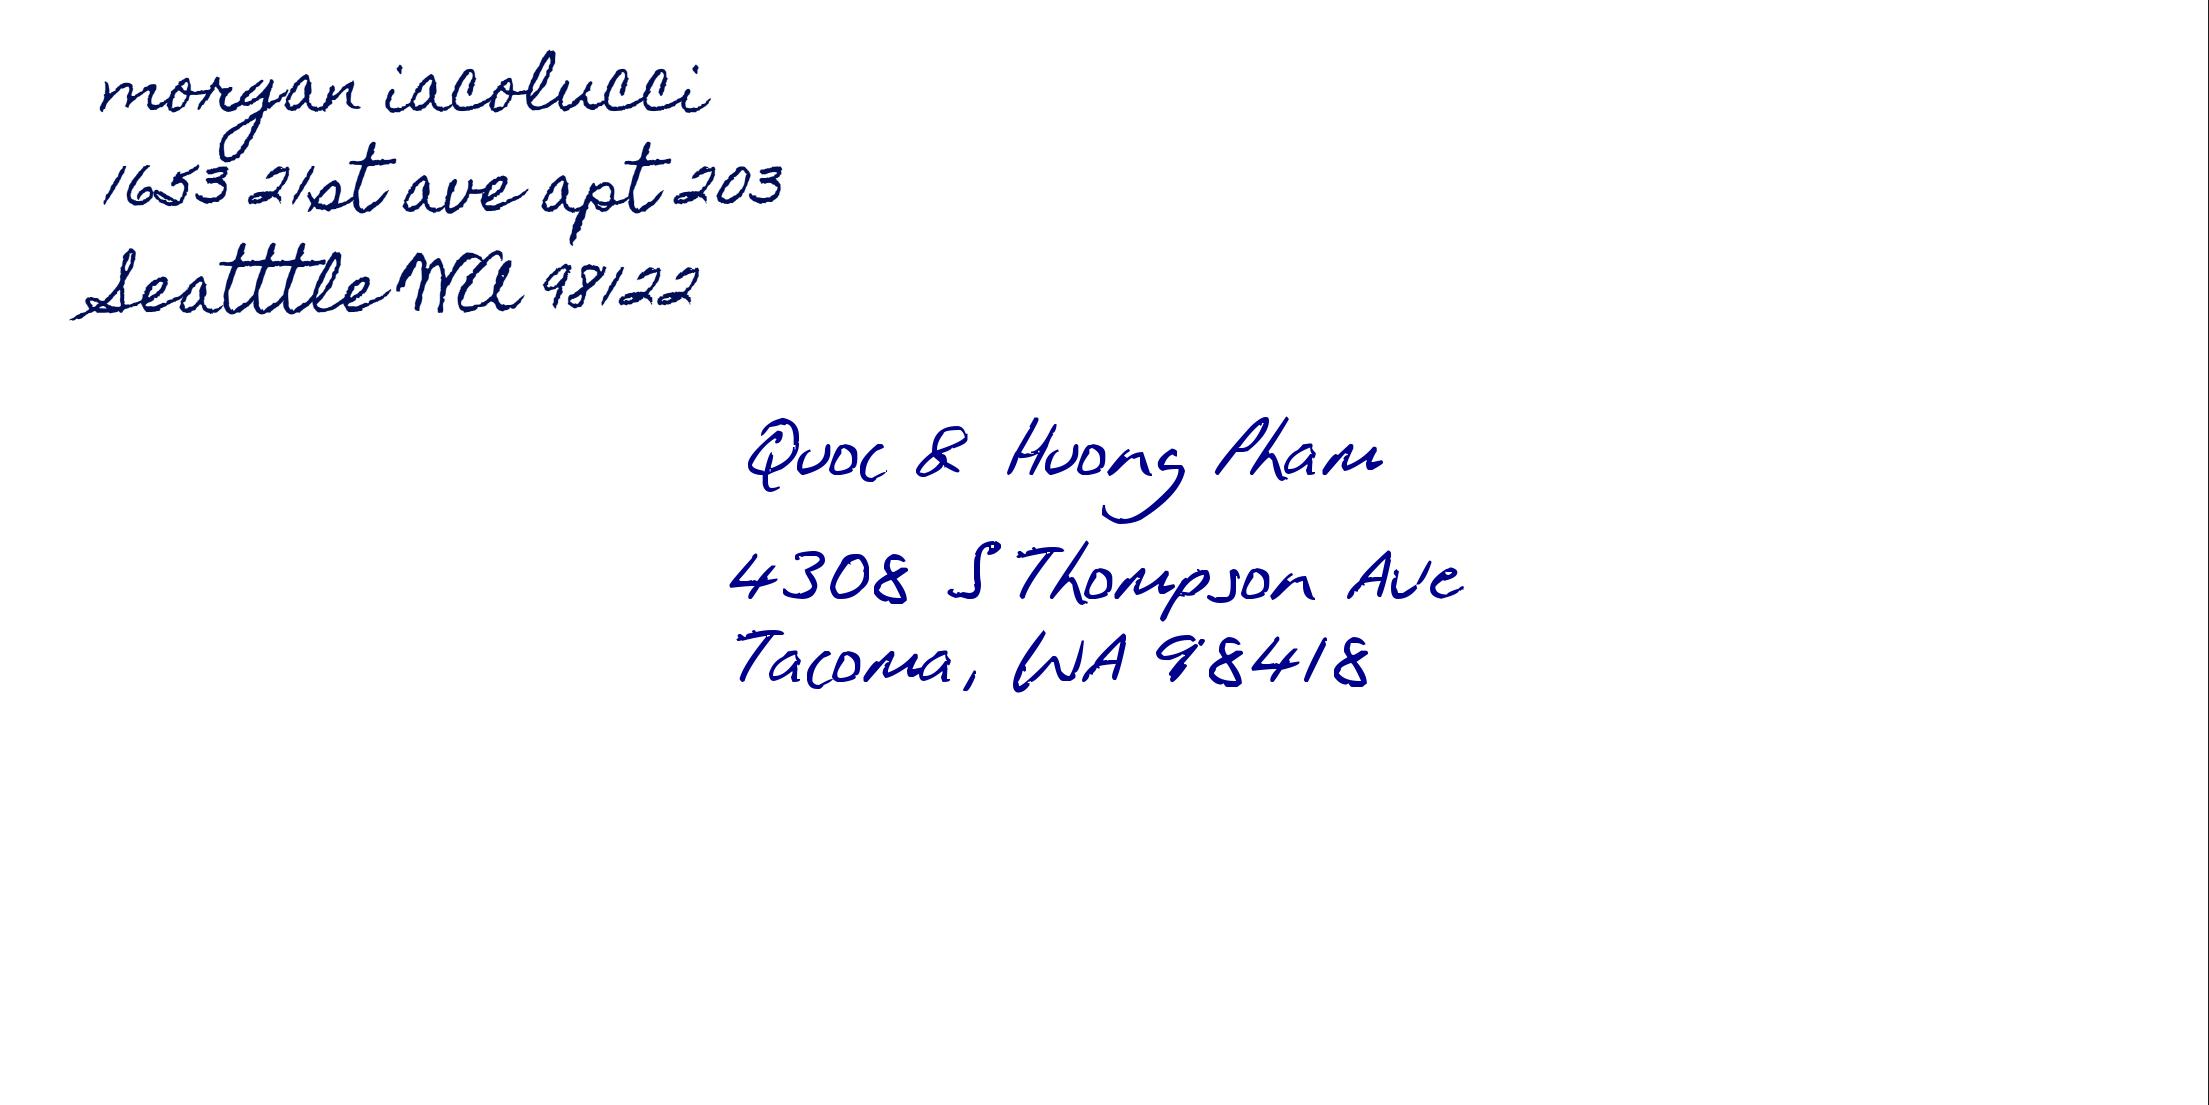 morgan iacolucci
1653 21st ave apt 203
Seatttle WA 98122
Quoc & Huong Pham
4308 S Thompson Ave
Tacoma, WA 98418